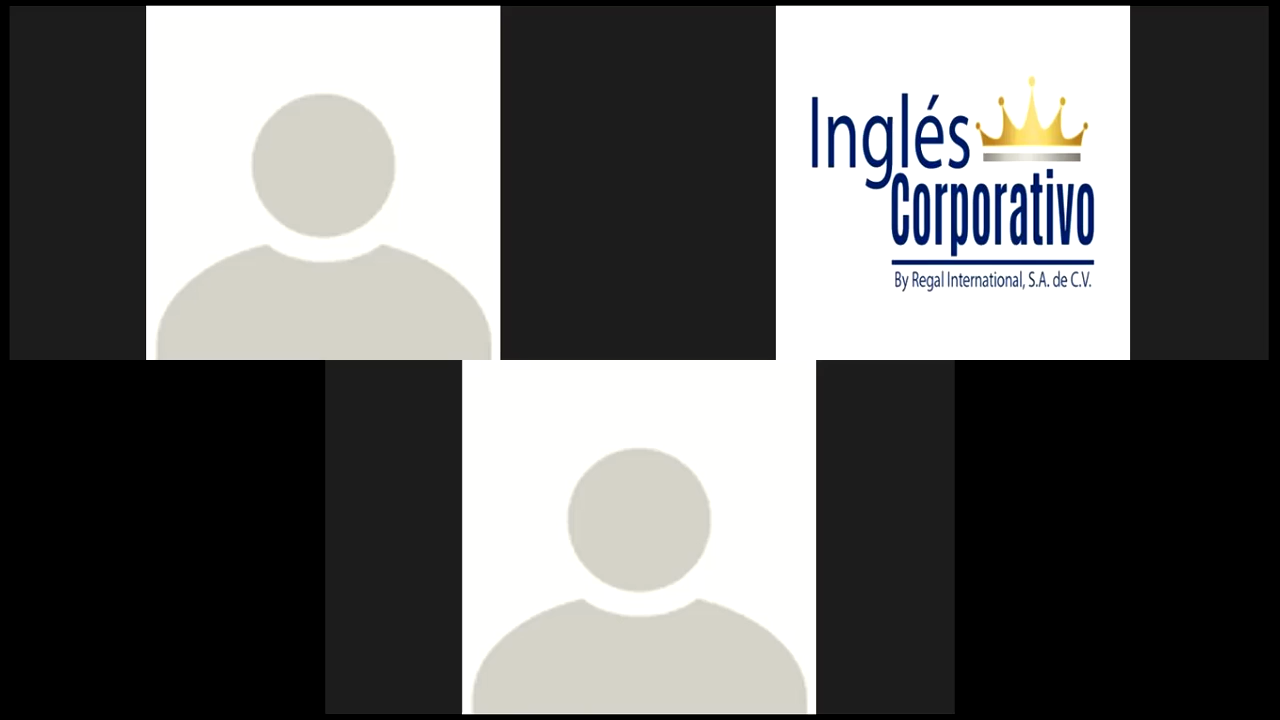 Inglés
Corporativo
By Regal International, S.A. de C.V.